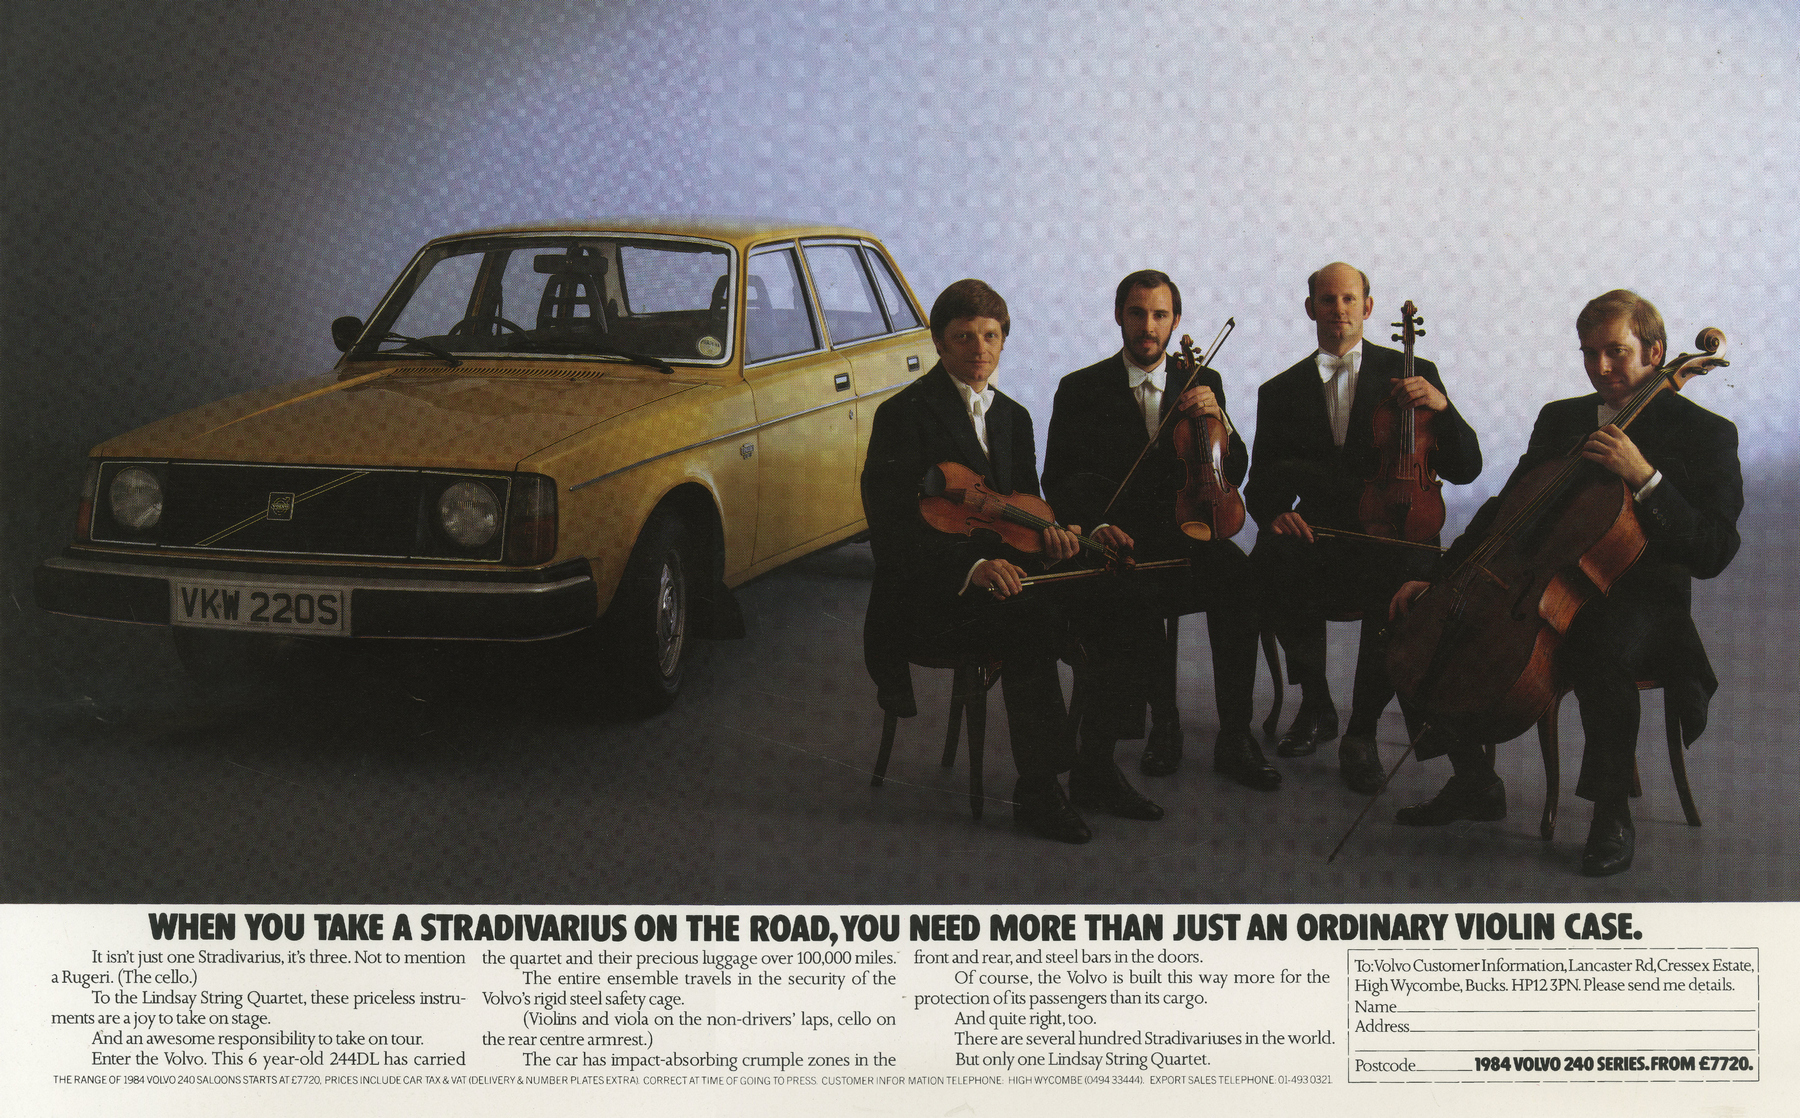 VOLVO
VKW 220S
WHEN YOU TAKE A STRADIVARIUS ON THE ROAD, YOU NEED MORE THAN JUST AN ORDINARY VIOLIN CASE.
It isn't just one Stradivarius, it's three. Not to mention
a Rugeri. (The cello.)
To the Lindsay String Quartet, these priceless instru-
ments are a joy to take on stage.
And an awesome responsibility to take on tour.
Enter the Volvo. This 6 year-old 244DL has carried
the quartet and their precious luggage over 100,000 miles.
The entire ensemble travels in the security of the
Volvo's rigid steel safety cage.
(Violins and viola on the non-drivers' laps, cello on
the rear centre armrest.)
The car has impact-absorbing crumple zones in the
front and rear, and steel bars in the doors.
Of course, the Volvo is built this way more for the
protection of its passengers than its cargo.
And quite right, too.
There are several hundred Stradivariuses in the world.
But only one Lindsay String Quartet.
To: Volvo Customer Information, Lancaster Rd, Cressex Estate,
High Wycombe, Bucks. HP12 3PN. Please send me details.
Name
Address
Postcode 1984 VOLVO 240 SERIES. FROM £7720.
THE RANGE OF 1984 VOLVO 240 SALOONS STARTS AT £7720, PRICES INCLUDE CAR TAX & VAT (DELIVERY & NUMBER PLATES EXTRA). CORRECT AT TIME OF GOING TO PRESS. CUSTOMER INFORMATION TELEPHONE: HIGH WYCOMBE (0494 33444). EXPORT SALES TELEPHONE: 01-493 0321.